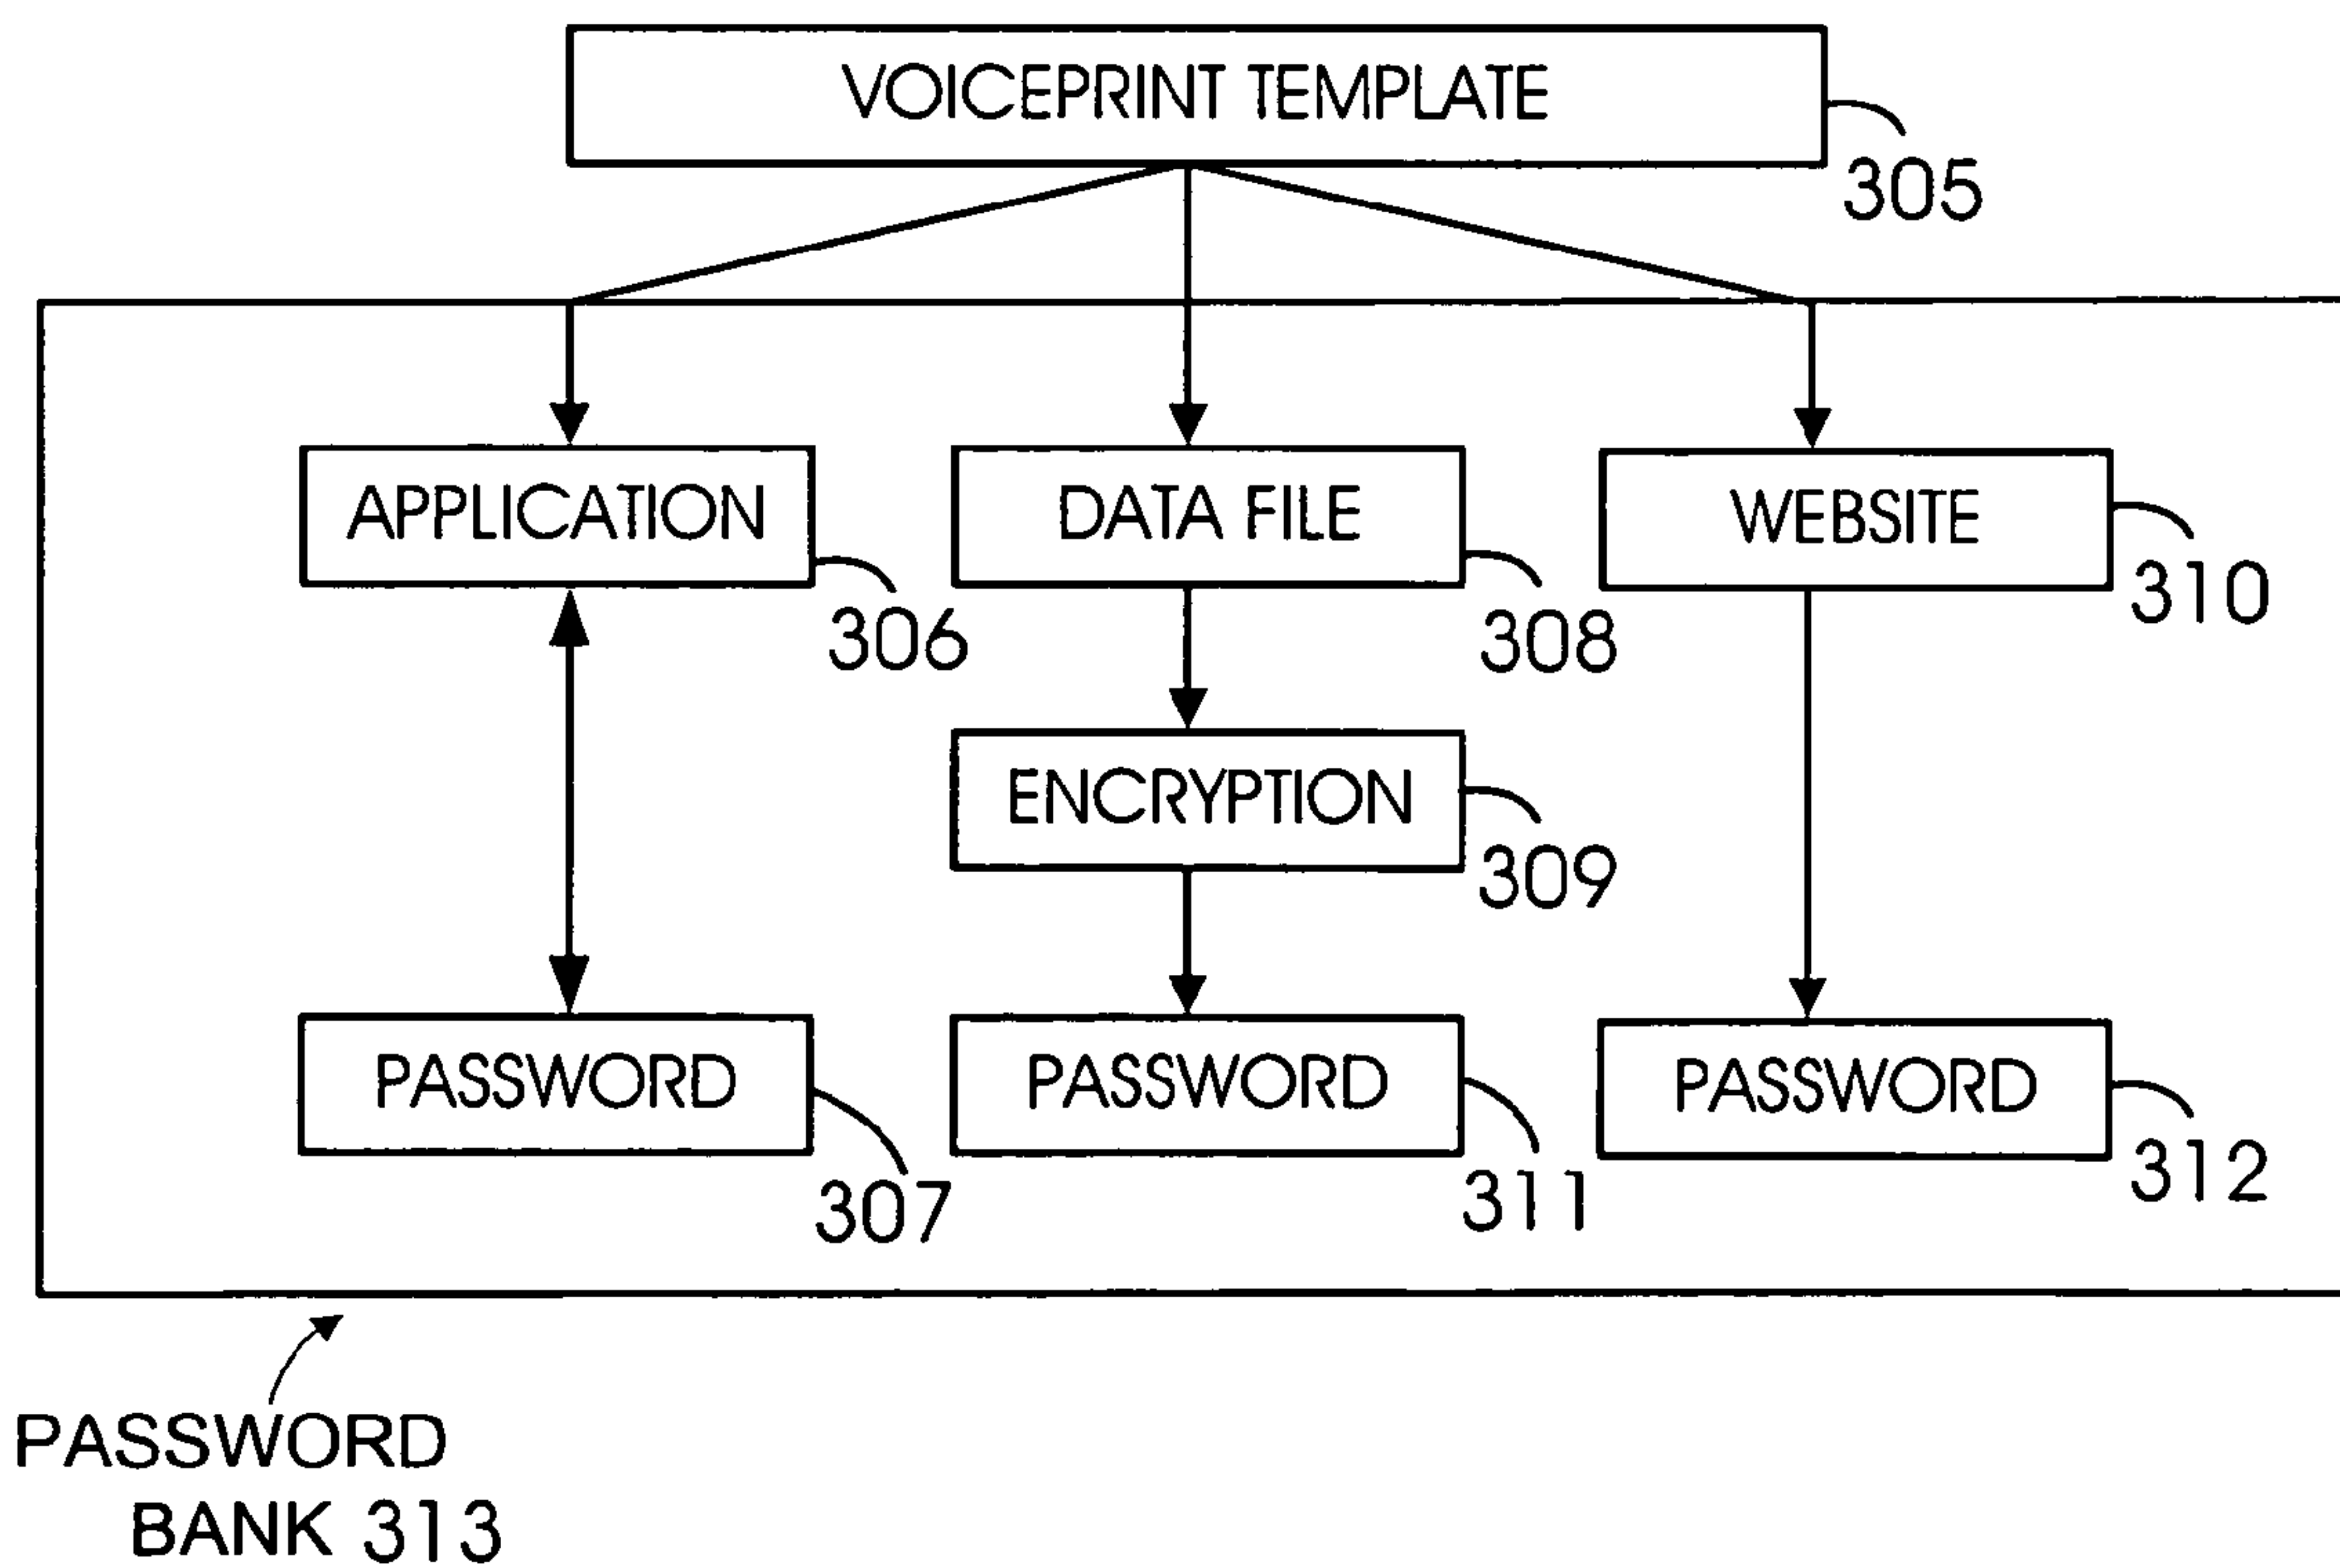 VOICEPRINT TEMPLATE
305
APPLICATION
306
DATA FILE
308
WEBSITE
310
ENCRYPTION
309
PASSWORD
307
PASSWORD
311
PASSWORD
312
PASSWORD
BANK 313